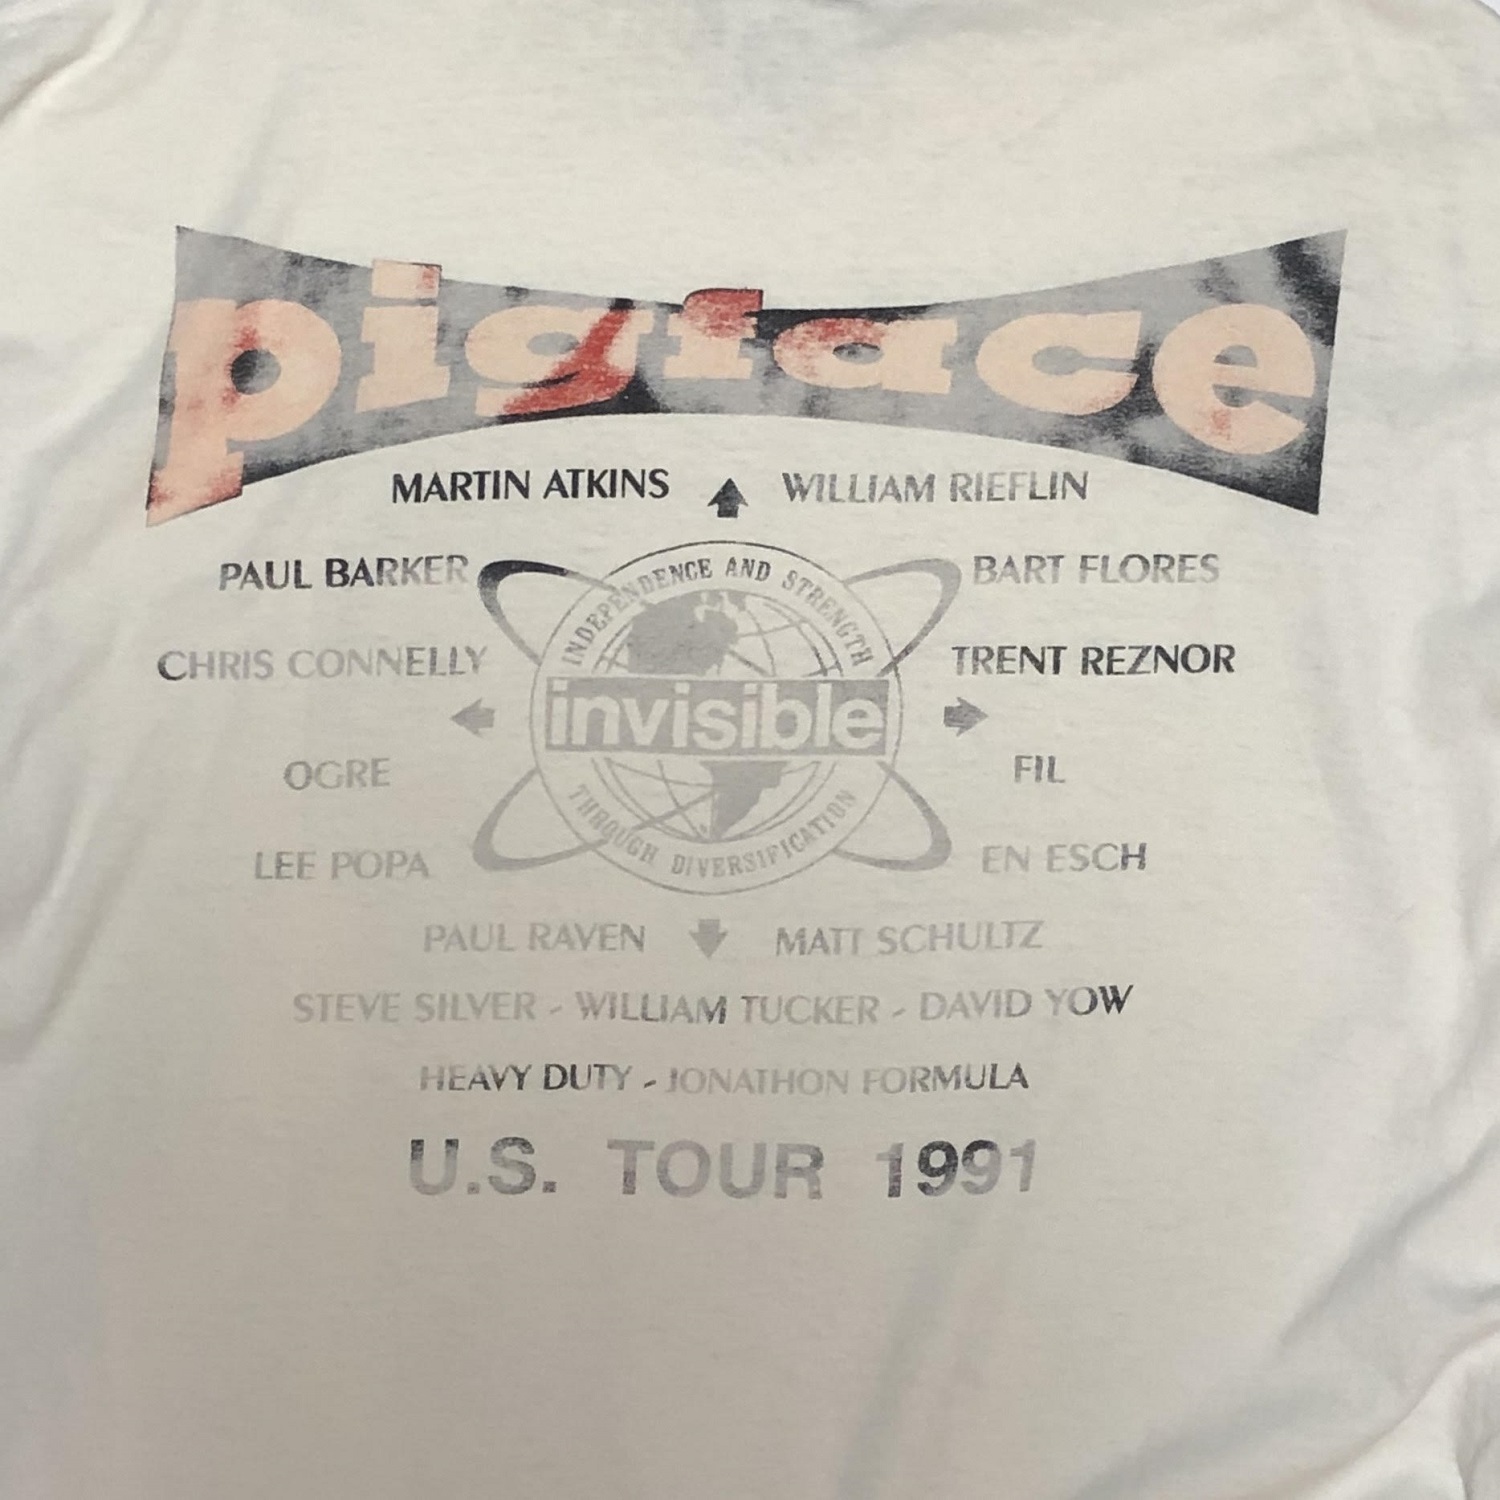 pigface
MARTIN ATKINS WILLIAM RIEFLIN
PAUL BARKER BART FLORES
INDEPENDENCE AND STRENGTH
CHRIS CONNELLY TRENT REZNOR
invisible
OGRE FIL
THROUGH DIVERSIFICATION
LEE POPA EN ESCH
PAUL RAVEN MATT SCHULTZ
STEVE SILVER - WILLIAM TUCKER - DAVID YOW
HEAVY DUTY - JONATHON FORMULA
U.S. TOUR 1991